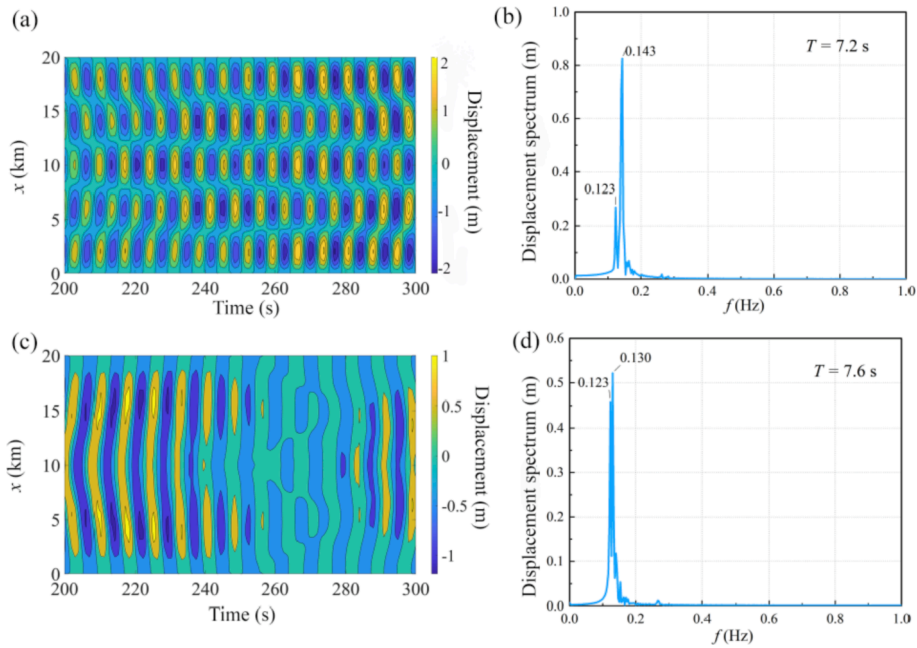 (a)
20
15
10
5
0
x (km)
200 220 240 260 280 300
Time (s)
2
1
0
-1
-2
Displacement (m)
(b)
1.0
0.8
0.6
0.4
0.2
0.0
Displacement spectrum (m)
0.143
0.123
T = 7.2 s
0.0 0.2 0.4 0.6 0.8 1.0
f (Hz)
(c)
20
15
10
5
0
x (km)
200 220 240 260 280 300
Time (s)
1
0.5
0
-0.5
-1
Displacement (m)
(d)
0.6
0.5
0.4
0.3
0.2
0.1
0.0
Displacement spectrum (m)
0.130
0.123
T = 7.6 s
0.0 0.2 0.4 0.6 0.8 1.0
f (Hz)